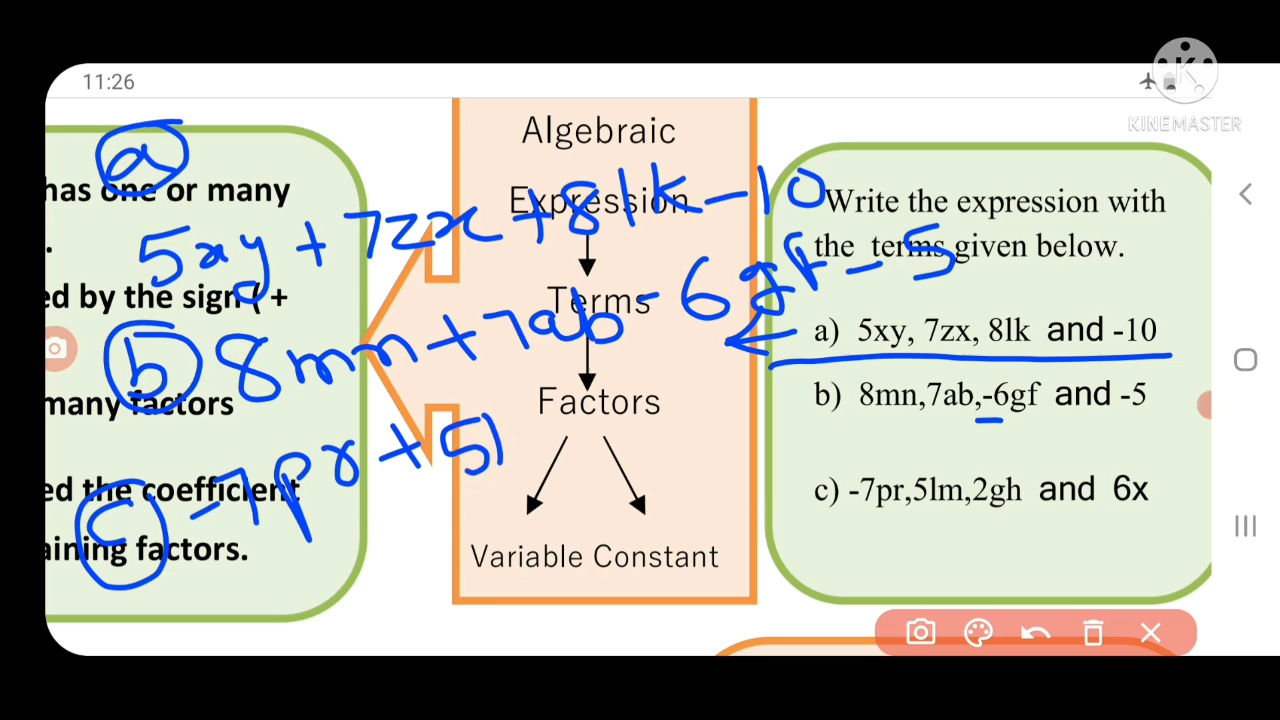 11:26
KINEMASTER
has one or many
.
ed by the sign ( +
many factors
ed the coefficient
aining factors.
Algebraic
Expression
Terms
Factors
Variable Constant
Write the expression with
the terms given below.
a) 5xy, 7zx, 8lk and -10
b) 8mn,7ab,-6gf and -5
c) -7pr,5lm,2gh and 6x
a
5xy + 7zx + 8lk - 10
b 8mn + 7ab - 6gf - 5
c -7pr + 5l